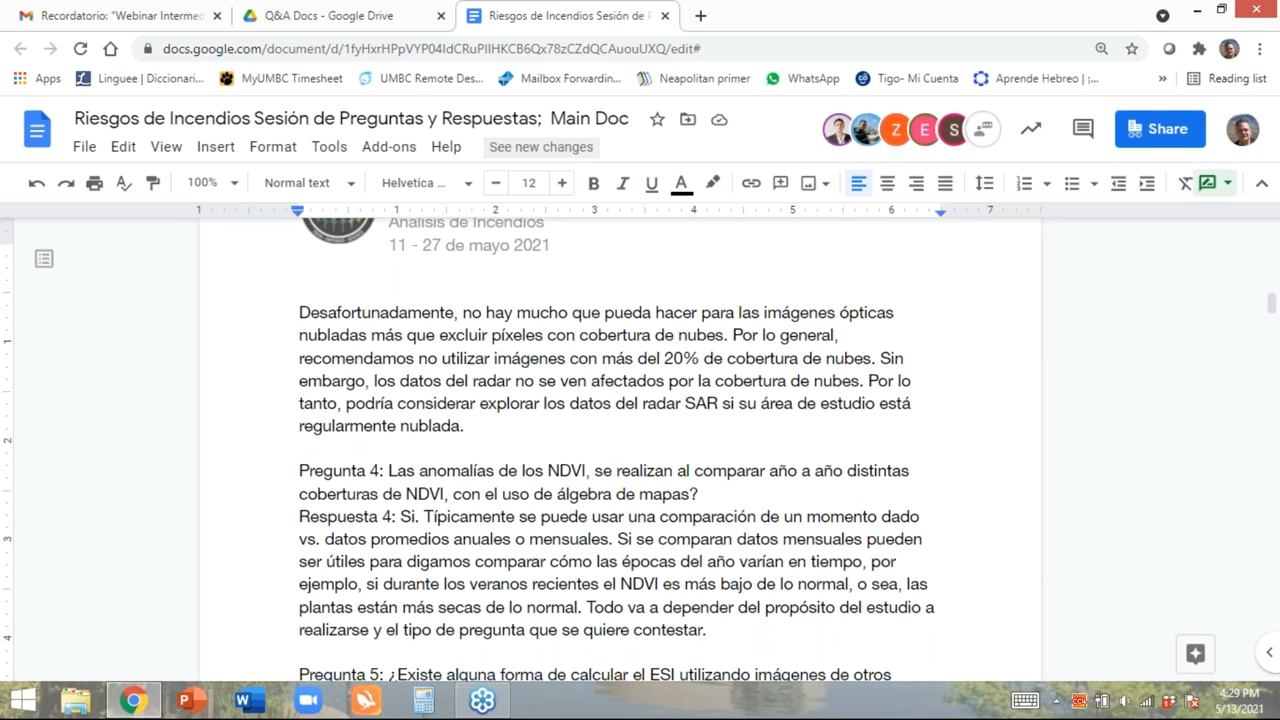 Recordatorio: "Webinar Intermed
Q&A Docs - Google Drive
Riesgos de Incendios Sesión de P
docs.google.com/document/d/1fyHxrHPpVYP04IdCRuPIIHKCB6Qx78zCZdQCAuouUXQ/edit#
Apps
Linguee | Diccionari...
MyUMBC Timesheet
UMBC Remote Des...
Mailbox Forwardin...
Neapolitan primer
WhatsApp
Tigo- Mi Cuenta
Aprende Hebreo | ;...
»
Reading list
Riesgos de Incendios Sesión de Preguntas y Respuestas; Main Doc
Z
E
S
Share
File Edit View Insert Format Tools Add-ons Help
See new changes
100%
Normal text
Helvetica ...
12
B I U A
1 1 2 3 4 5 6 7
Análisis de Incendios
11 - 27 de mayo 2021
Desafortunadamente, no hay mucho que pueda hacer para las imágenes ópticas
nubladas más que excluir píxeles con cobertura de nubes. Por lo general,
recomendamos no utilizar imágenes con más del 20% de cobertura de nubes. Sin
embargo, los datos del radar no se ven afectados por la cobertura de nubes. Por lo
tanto, podría considerar explorar los datos del radar SAR si su área de estudio está
regularmente nublada.
Pregunta 4: Las anomalías de los NDVI, se realizan al comparar año a año distintas
coberturas de NDVI, con el uso de álgebra de mapas?
Respuesta 4: Si. Típicamente se puede usar una comparación de un momento dado
vs. datos promedios anuales o mensuales. Si se comparan datos mensuales pueden
ser útiles para digamos comparar cómo las épocas del año varían en tiempo, por
ejemplo, si durante los veranos recientes el NDVI es más bajo de lo normal, o sea, las
plantas están más secas de lo normal. Todo va a depender del propósito del estudio a
realizarse y el tipo de pregunta que se quiere contestar.
Pregunta 5: ¿Existe alguna forma de calcular el ESI utilizando imágenes de otros
1
2
3
4
4:29 PM
5/13/2021